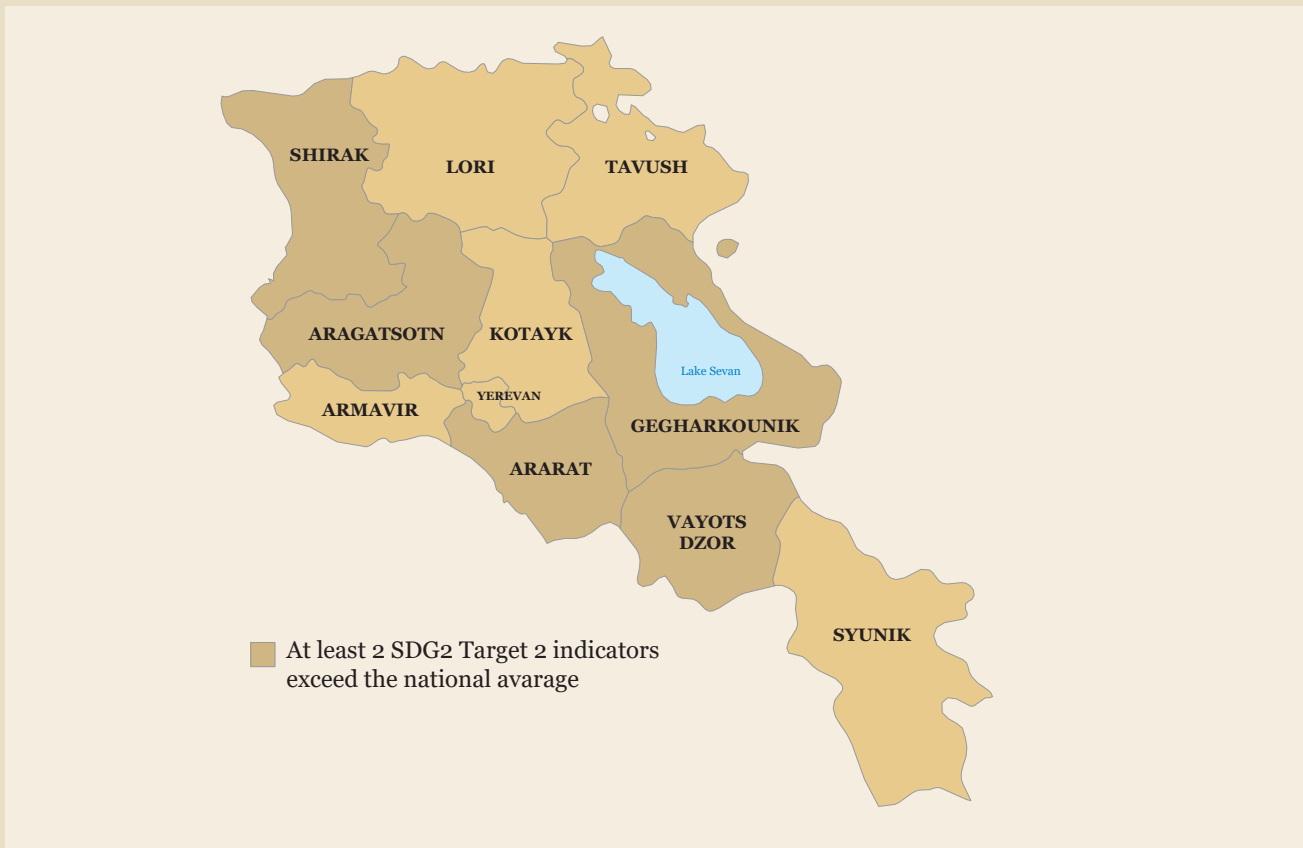 SHIRAK
LORI
TAVUSH
ARAGATSOTN
KOTAYK
Lake Sevan
YEREVAN
ARMAVIR
GEGHARKOUNIK
ARARAT
VAYOTS
DZOR
SYUNIK
At least 2 SDG2 Target 2 indicators
exceed the national avarage